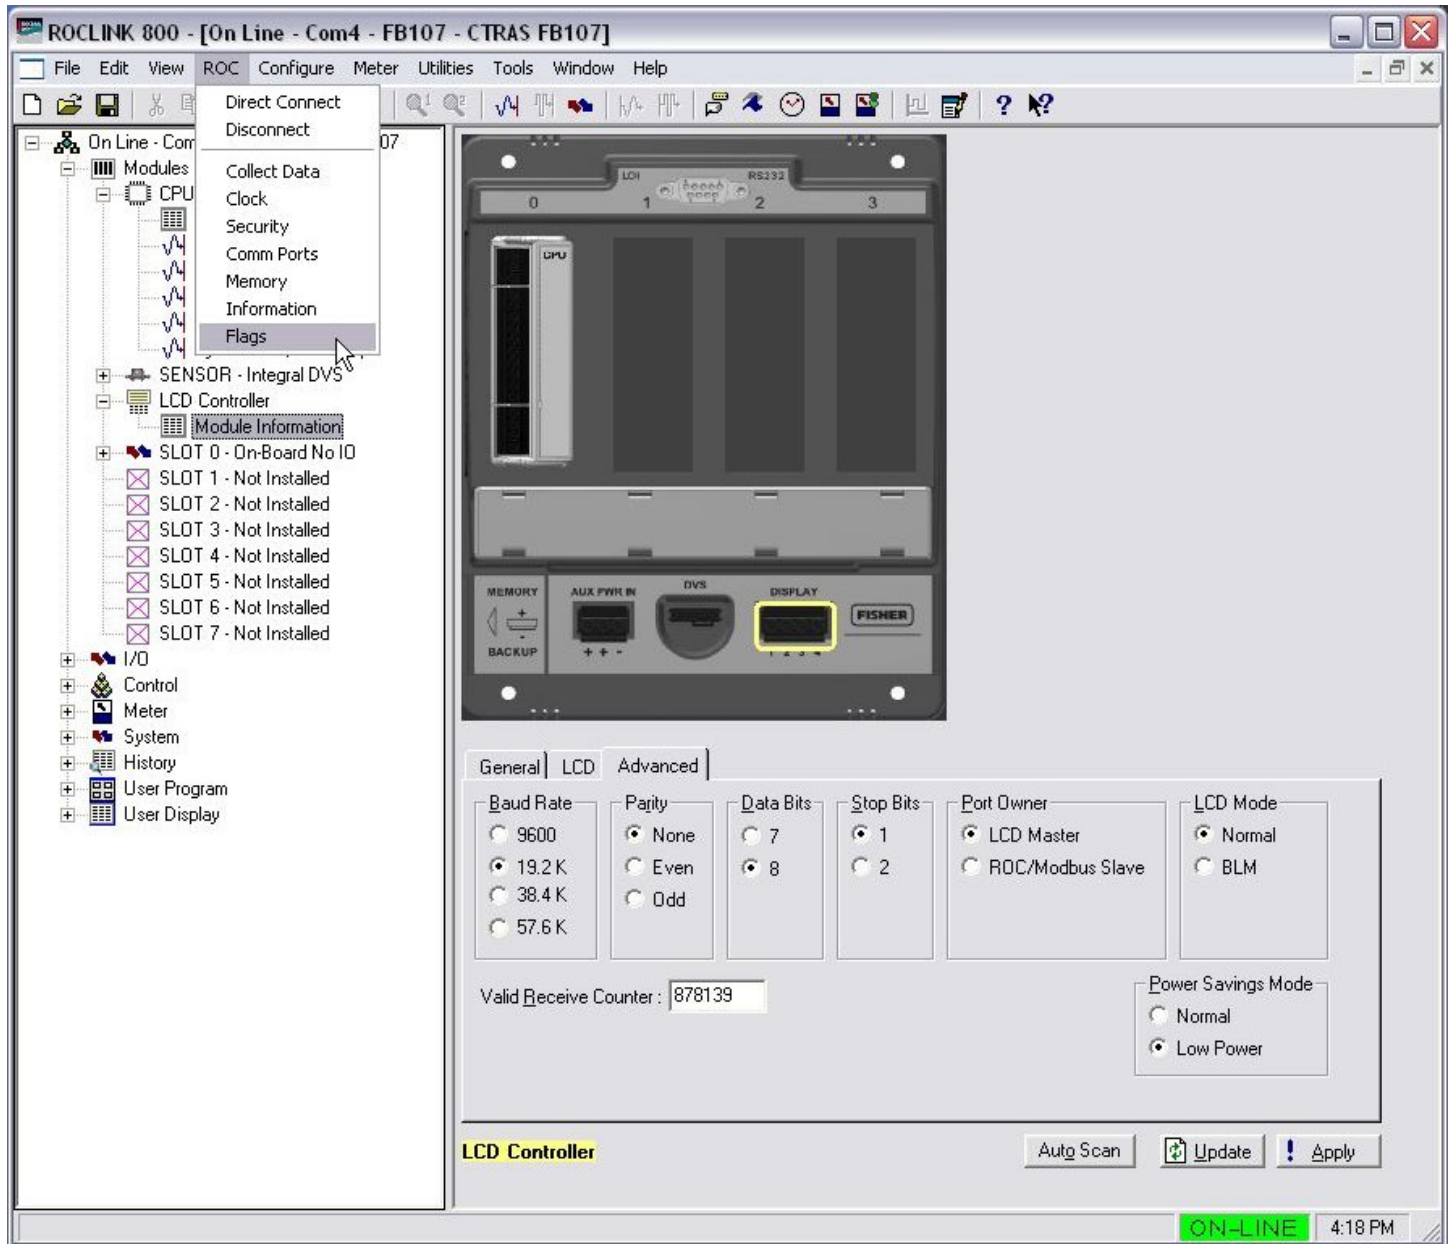 ROCLINK 800 - [On Line - Com4 - FB107 - CTRAS FB107]
File Edit View ROC Configure Meter Utilities Tools Window Help
Direct Connect
Disconnect
Collect Data
Clock
Security
Comm Ports
Memory
Information
Flags
On Line - Com 07
Modules
CPU
SENSOR - Integral DVS
LCD Controller
Module Information
SLOT 0 - On-Board No IO
SLOT 1 - Not Installed
SLOT 2 - Not Installed
SLOT 3 - Not Installed
SLOT 4 - Not Installed
SLOT 5 - Not Installed
SLOT 6 - Not Installed
SLOT 7 - Not Installed
I/O
Control
Meter
System
History
User Program
User Display
LOI RS232
0 1 2 3
CPU
MEMORY AUX PWR IN DVS DISPLAY
+ - FISHER
BACKUP + + - 1 2 3 4
General LCD Advanced
Baud Rate Parity Data Bits Stop Bits Port Owner LCD Mode
9600 None 7 1 LCD Master Normal
19.2 K Even 8 2 ROC/Modbus Slave BLM
38.4 K Odd
57.6 K
Valid Receive Counter : 878139
Power Savings Mode
Normal
Low Power
LCD Controller Auto Scan Update ! Apply
ON-LINE 4:18 PM